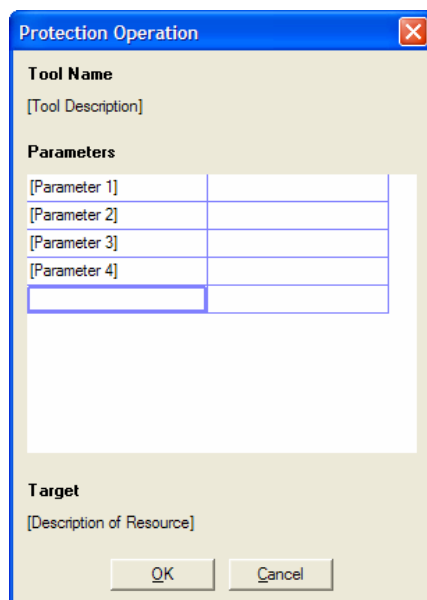 Protection Operation
Tool Name
[Tool Description]
Parameters
[Parameter 1]
[Parameter 2]
[Parameter 3]
[Parameter 4]
Target
[Description of Resource]
OK Cancel